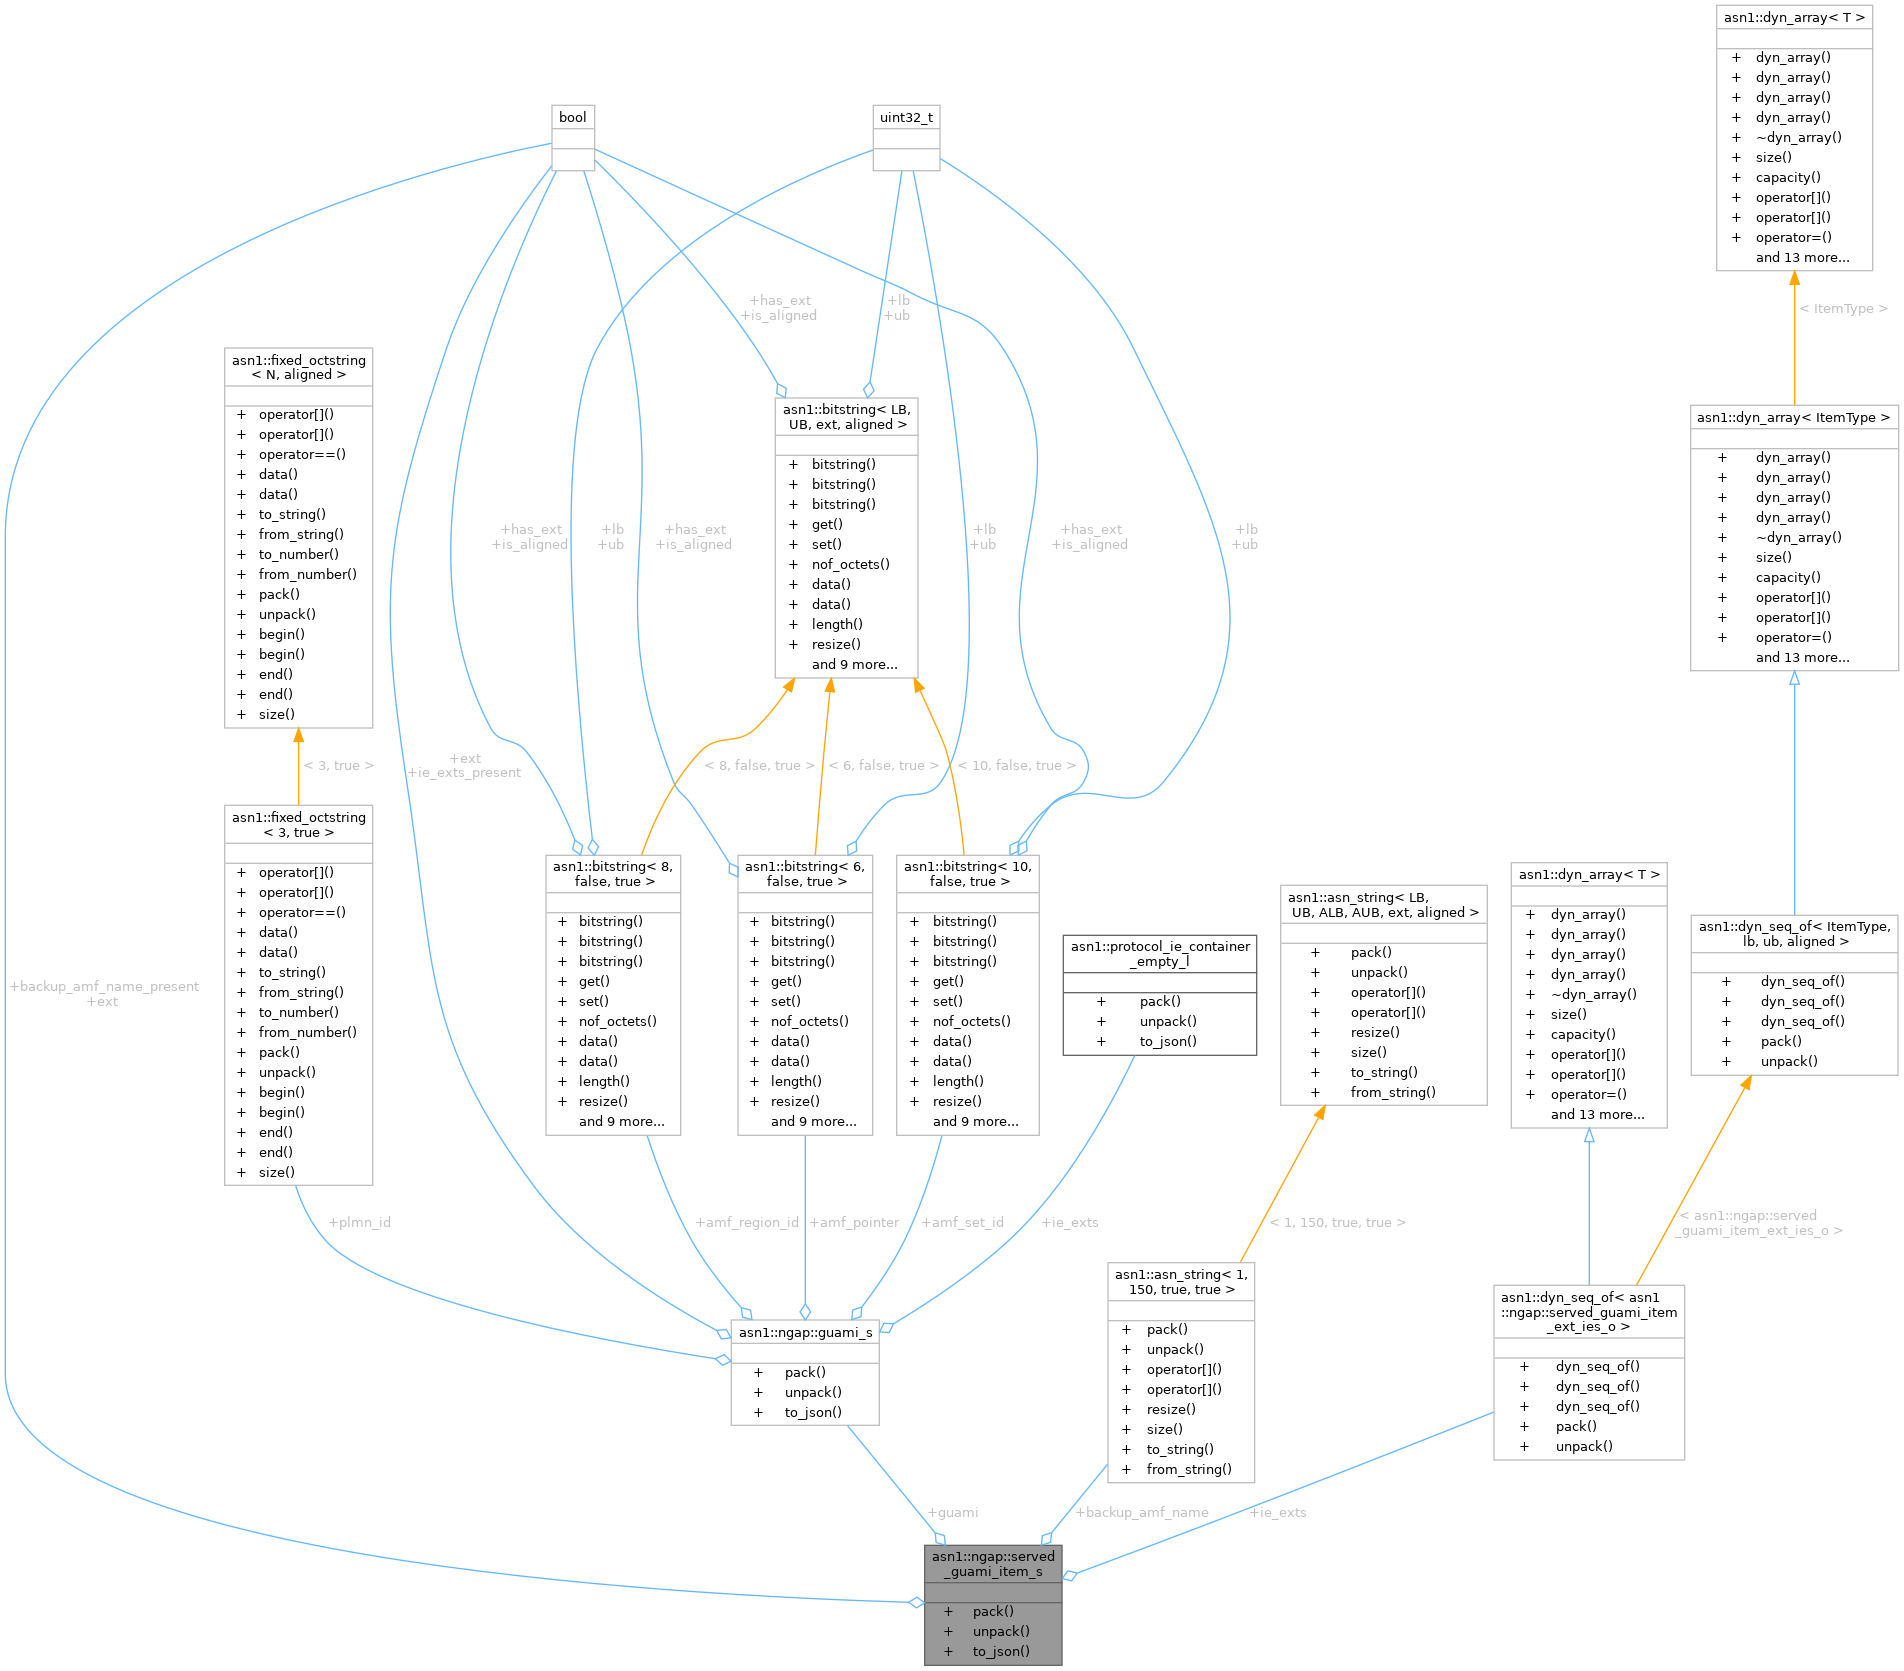 asn1::dyn_array< T >
+ dyn_array()
+ dyn_array()
+ dyn_array()
+ dyn_array()
+ ~dyn_array()
+ size()
+ capacity()
+ operator[]()
+ operator[]()
+ operator=()
and 13 more...
bool
uint32_t
< ItemType >
+has_ext
+is_aligned
+lb
+ub
asn1::fixed_octstring
< N, aligned >
+ operator[]()
+ operator[]()
+ operator==()
+ data()
+ data()
+ to_string()
+ from_string()
+ to_number()
+ from_number()
+ pack()
+ unpack()
+ begin()
+ begin()
+ end()
+ end()
+ size()
asn1::bitstring< LB,
UB, ext, aligned >
+ bitstring()
+ bitstring()
+ bitstring()
+ get()
+ set()
+ nof_octets()
+ data()
+ data()
+ length()
+ resize()
and 9 more...
asn1::dyn_array< ItemType >
+ dyn_array()
+ dyn_array()
+ dyn_array()
+ dyn_array()
+ ~dyn_array()
+ size()
+ capacity()
+ operator[]()
+ operator[]()
+ operator=()
and 13 more...
+has_ext
+is_aligned
+lb
+ub
+has_ext
+is_aligned
+lb
+ub
+has_ext
+is_aligned
+lb
+ub
< 3, true >
+ext
+ie_exts_present
< 8, false, true >
< 6, false, true >
< 10, false, true >
asn1::fixed_octstring
< 3, true >
+ operator[]()
+ operator[]()
+ operator==()
+ data()
+ data()
+ to_string()
+ from_string()
+ to_number()
+ from_number()
+ pack()
+ unpack()
+ begin()
+ begin()
+ end()
+ end()
+ size()
asn1::bitstring< 8,
false, true >
+ bitstring()
+ bitstring()
+ bitstring()
+ get()
+ set()
+ nof_octets()
+ data()
+ data()
+ length()
+ resize()
and 9 more...
asn1::bitstring< 6,
false, true >
+ bitstring()
+ bitstring()
+ bitstring()
+ get()
+ set()
+ nof_octets()
+ data()
+ data()
+ length()
+ resize()
and 9 more...
asn1::bitstring< 10,
false, true >
+ bitstring()
+ bitstring()
+ bitstring()
+ get()
+ set()
+ nof_octets()
+ data()
+ data()
+ length()
+ resize()
and 9 more...
asn1::protocol_ie_container
_empty_l
+ pack()
+ unpack()
+ to_json()
asn1::asn_string< LB,
UB, ALB, AUB, ext, aligned >
+ pack()
+ unpack()
+ operator[]()
+ operator[]()
+ resize()
+ size()
+ to_string()
+ from_string()
asn1::dyn_array< T >
+ dyn_array()
+ dyn_array()
+ dyn_array()
+ dyn_array()
+ ~dyn_array()
+ size()
+ capacity()
+ operator[]()
+ operator[]()
+ operator=()
and 13 more...
asn1::dyn_seq_of< ItemType,
lb, ub, aligned >
+ dyn_seq_of()
+ dyn_seq_of()
+ dyn_seq_of()
+ pack()
+ unpack()
+backup_amf_name_present
+ext
+plmn_id
+amf_region_id
+amf_pointer
+amf_set_id
+ie_exts
< 1, 150, true, true >
< asn1::ngap::served
_guami_item_ext_ies_o >
asn1::ngap::guami_s
+ pack()
+ unpack()
+ to_json()
asn1::asn_string< 1,
150, true, true >
+ pack()
+ unpack()
+ operator[]()
+ operator[]()
+ resize()
+ size()
+ to_string()
+ from_string()
asn1::dyn_seq_of< asn1
::ngap::served_guami_item
_ext_ies_o >
+ dyn_seq_of()
+ dyn_seq_of()
+ dyn_seq_of()
+ pack()
+ unpack()
+guami
+backup_amf_name
+ie_exts
asn1::ngap::served
_guami_item_s
+ pack()
+ unpack()
+ to_json()